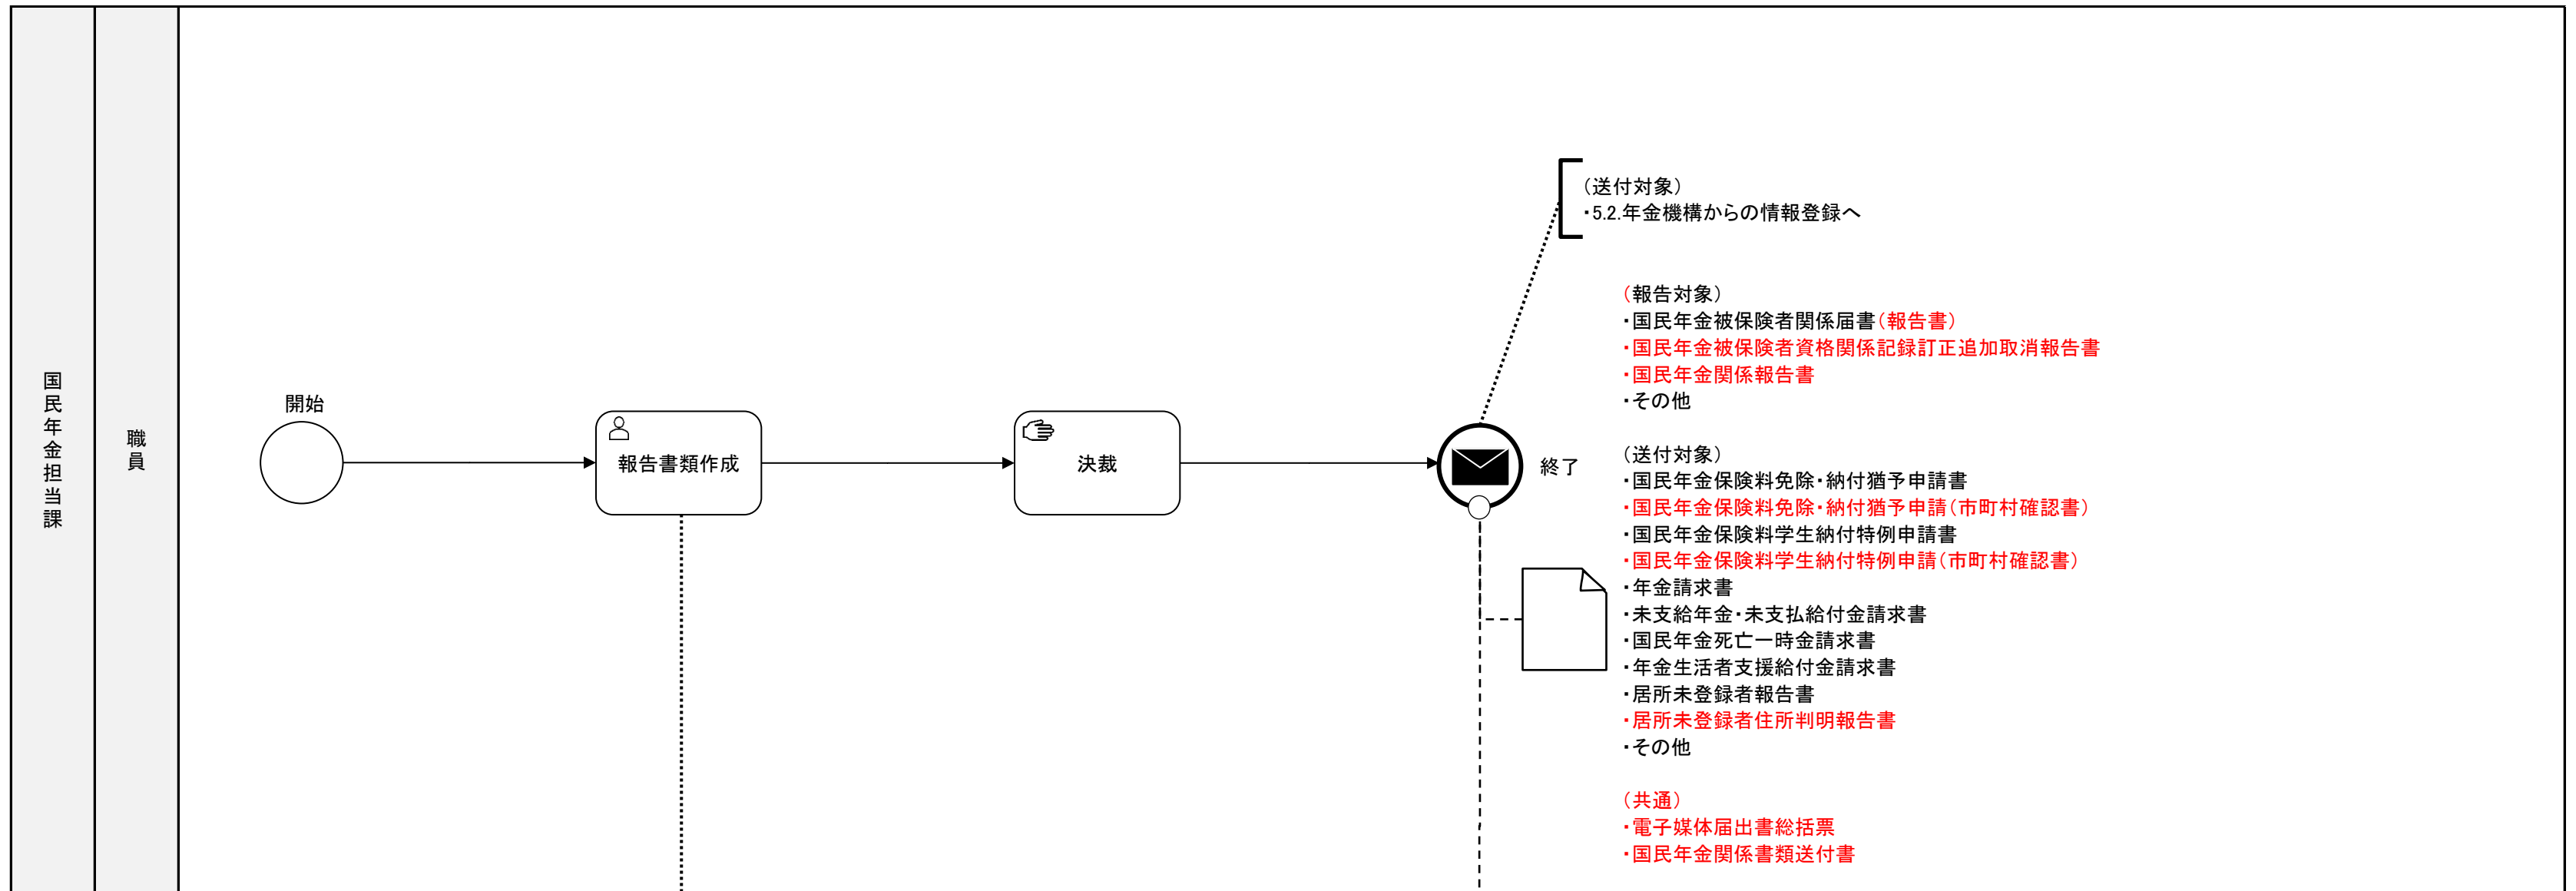 国民年金担当課
職員
開始
報告書類作成
決裁
終了
（送付対象）
・5.2.年金機構からの情報登録へ
（報告対象）
・国民年金被保険者関係届書（報告書）
・国民年金被保険者資格関係記録訂正追加取消報告書
・国民年金関係報告書
・その他
（送付対象）
・国民年金保険料免除・納付猶予申請書
・国民年金保険料免除・納付猶予申請（市町村確認書）
・国民年金保険料学生納付特例申請書
・国民年金保険料学生納付特例申請（市町村確認書）
・年金請求書
・未支給年金・未支払給付金請求書
・国民年金死亡一時金請求書
・年金生活者支援給付金請求書
・居所未登録者報告書
・居所未登録者住所判明報告書
・その他
（共通）
・電子媒体届出書総括票
・国民年金関係書類送付書